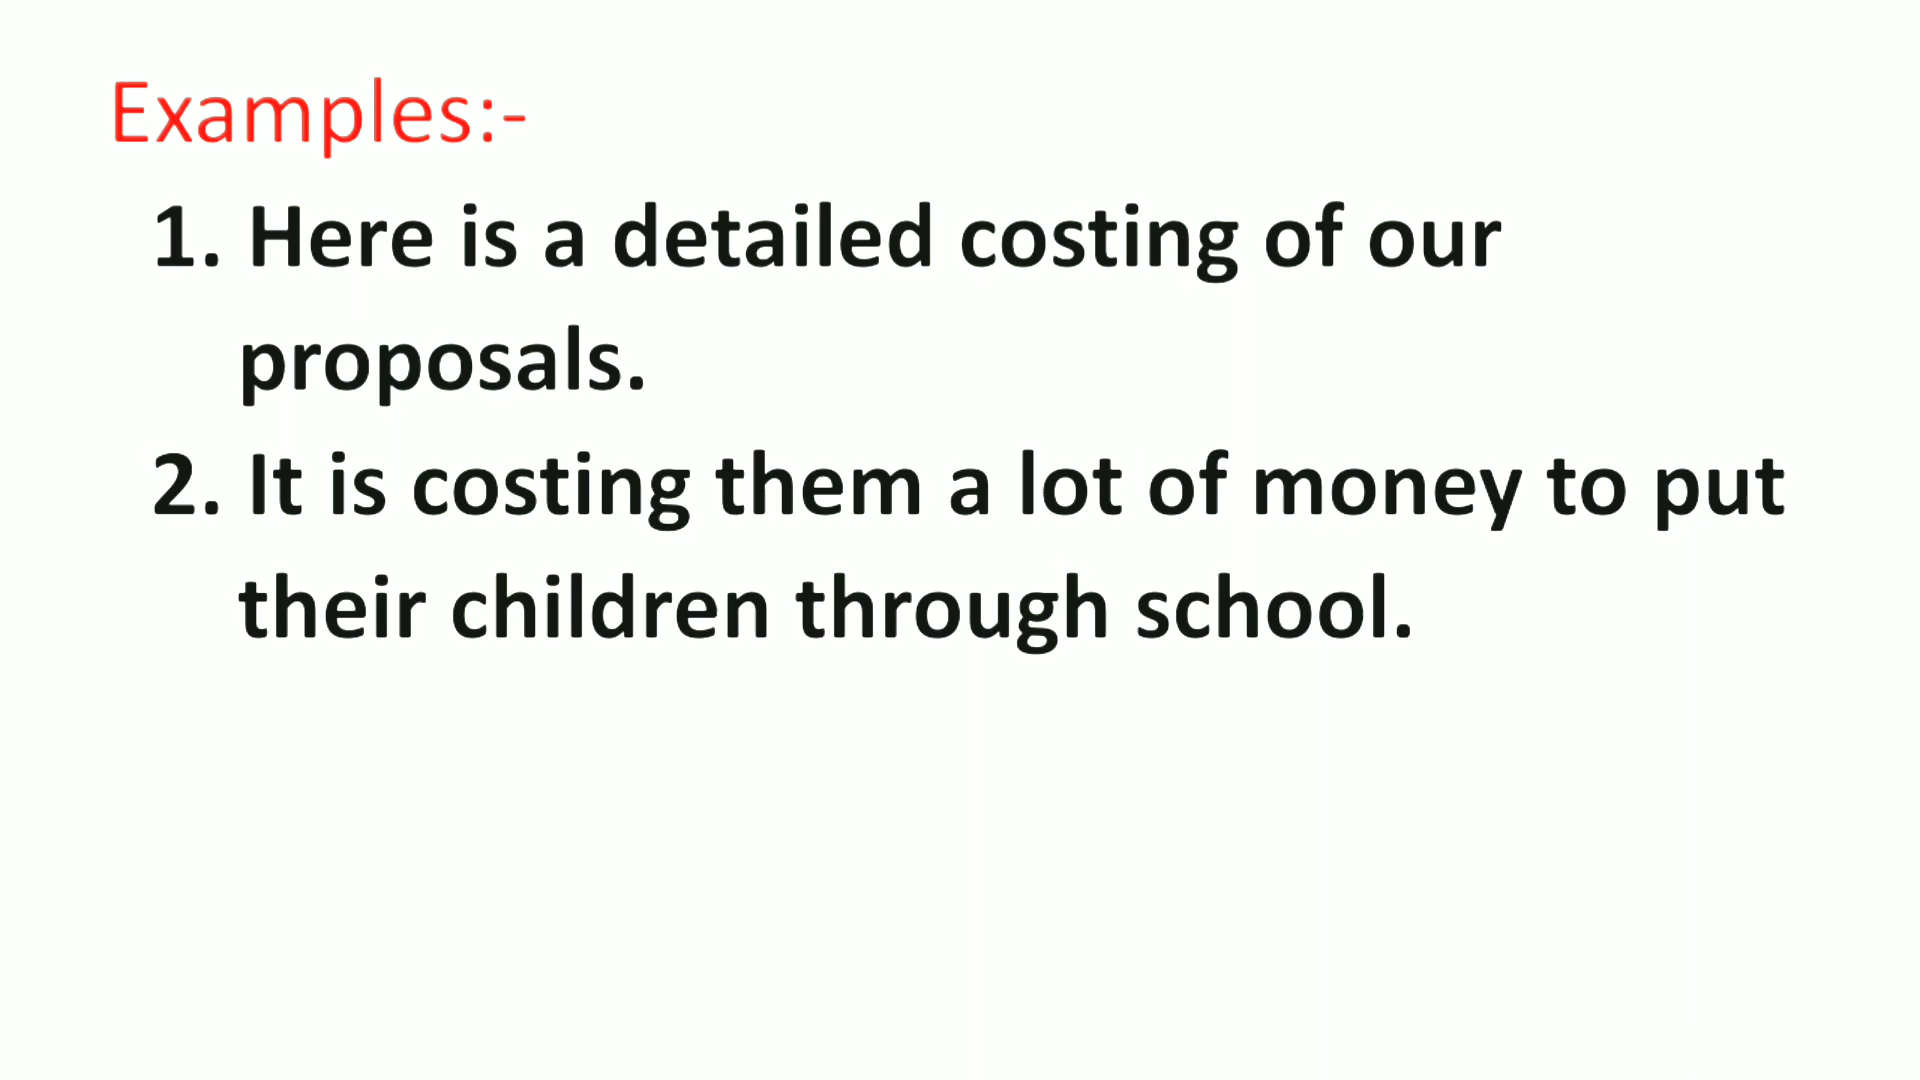 Examples:-
1. Here is a detailed costing of our
proposals.
2. It is costing them a lot of money to put
their children through school.